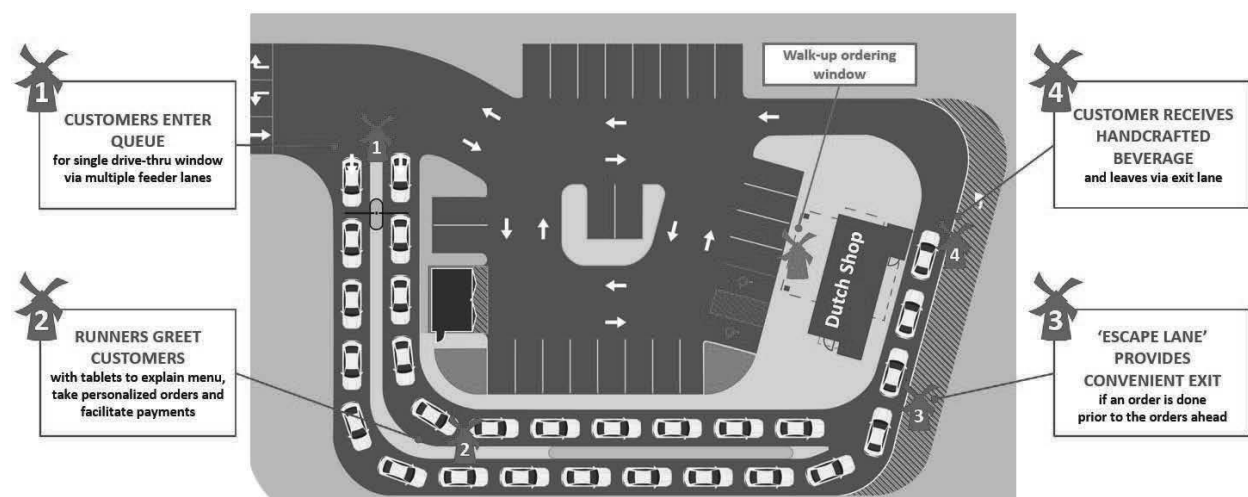 1
CUSTOMERS ENTER
QUEUE
for single drive-thru window
via multiple feeder lanes
2
RUNNERS GREET
CUSTOMERS
with tablets to explain menu,
take personalized orders and
facilitate payments
1
2
Walk-up ordering
window
Dutch Shop
4
3
4
CUSTOMER RECEIVES
HANDCRAFTED
BEVERAGE
and leaves via exit lane
3
‘ESCAPE LANE’
PROVIDES
CONVENIENT EXIT
if an order is done
prior to the orders ahead